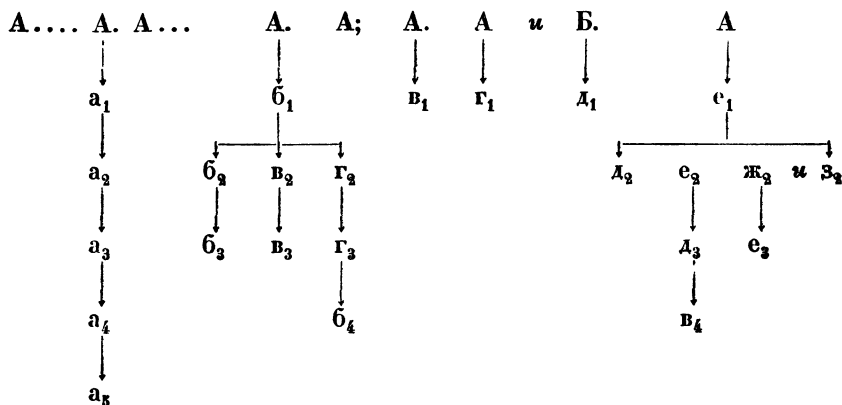 А.... А. А... А. А; А. А и Б. А
а₁ б₁ в₁ г₁ д₁ е₁
а₂ б₂ в₂ г₂ д₂ е₂ ж₂ и з₂
а₃ б₃ в₃ г₃ д₃ е₃
а₄ б₄ в₄
а₅